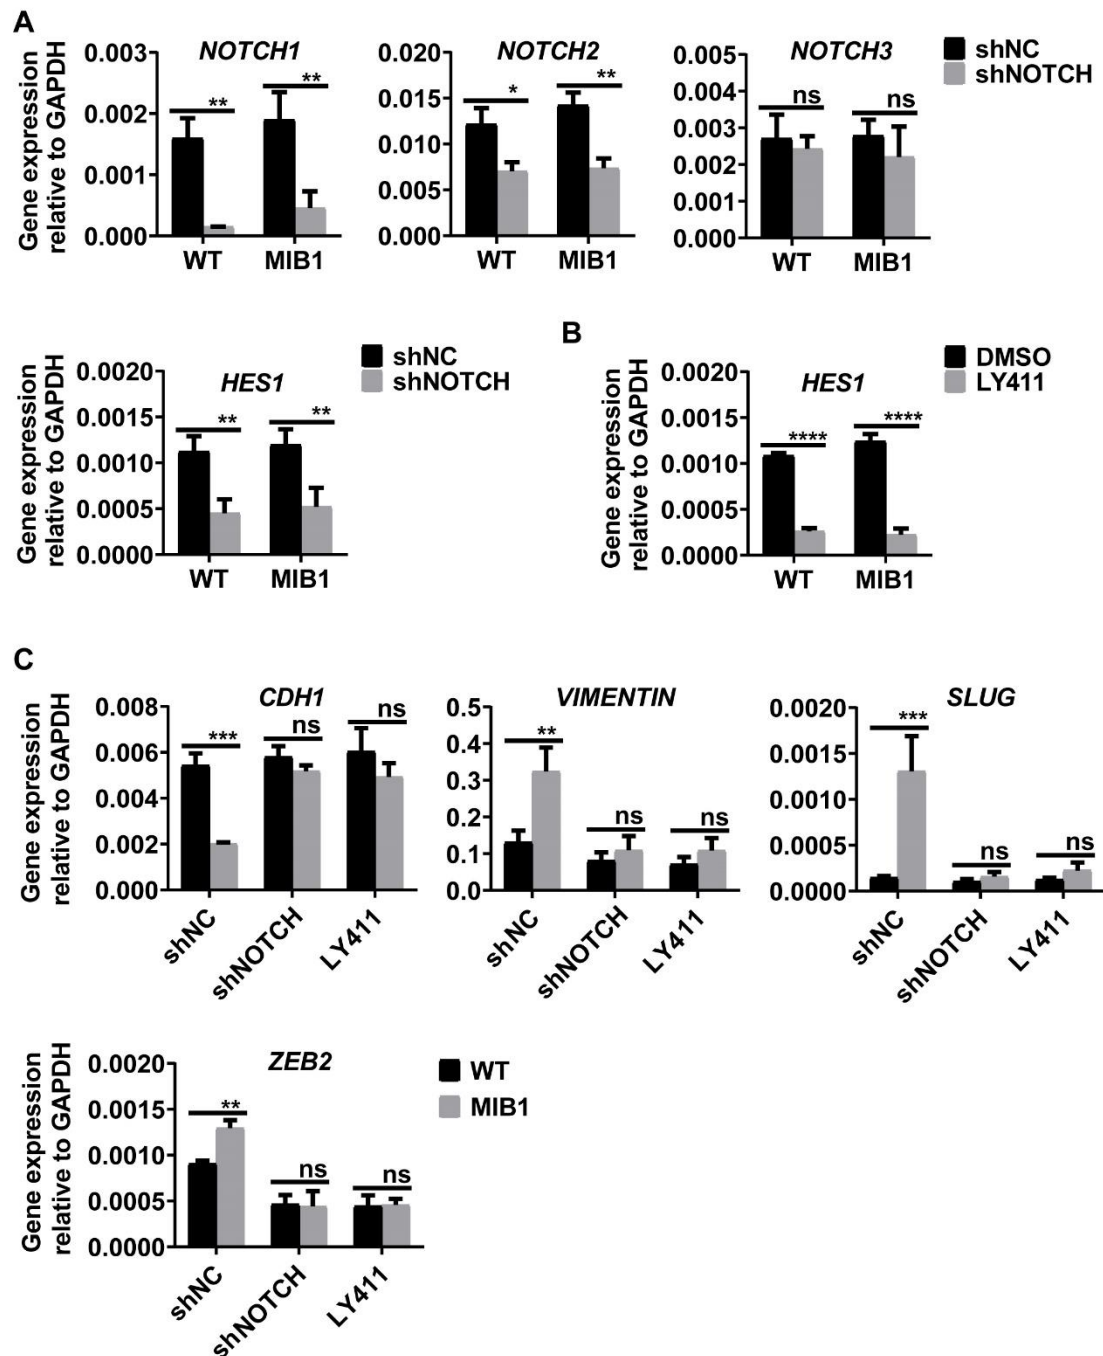 A
NOTCH1
NOTCH2
NOTCH3
shNC
shNOTCH
Gene expression
relative to GAPDH
0.003
0.002
0.001
0.000
**
**
WT
MIB1
0.020
0.015
0.010
0.005
0.000
*
**
WT
MIB1
0.005
0.004
0.003
0.002
0.001
0.000
ns
ns
WT
MIB1
HES1
shNC
shNOTCH
Gene expression
relative to GAPDH
0.0020
0.0015
0.0010
0.0005
0.0000
**
**
WT
MIB1
B
HES1
DMSO
LY411
Gene expression
relative to GAPDH
0.0020
0.0015
0.0010
0.0005
0.0000
****
****
WT
MIB1
C
CDH1
Gene expression
relative to GAPDH
0.008
0.006
0.004
0.002
0.000
***
ns
ns
shNC
shNOTCH
LY411
VIMENTIN
0.5
0.4
0.3
0.2
0.1
0.0
**
ns
ns
shNC
shNOTCH
LY411
SLUG
0.0020
0.0015
0.0010
0.0005
0.0000
***
ns
ns
shNC
shNOTCH
LY411
ZEB2
WT
MIB1
Gene expression
relative to GAPDH
0.0020
0.0015
0.0010
0.0005
0.0000
**
ns
ns
shNC
shNOTCH
LY411